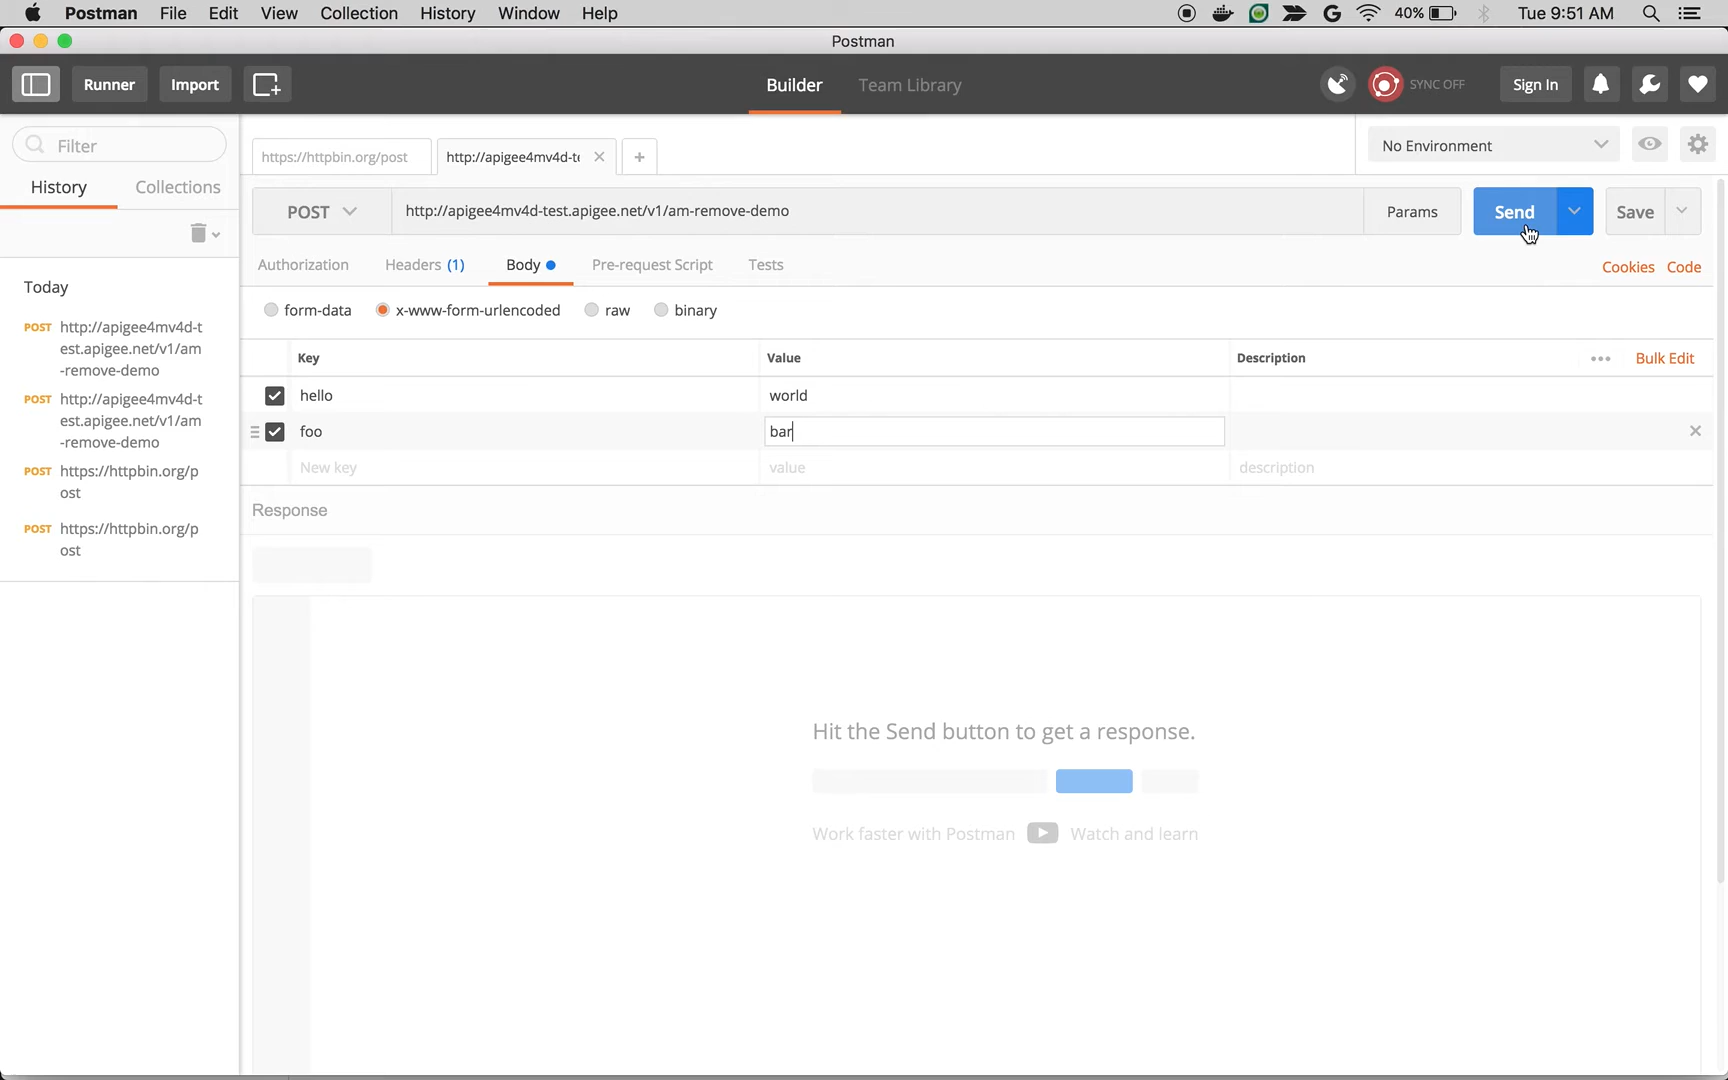 Postman File Edit View Collection History Window Help 40% Tue 9:51 AM
Postman
Runner Import Builder Team Library SYNC OFF Sign In
Filter
https://httpbin.org/post http://apigee4mv4d-te
No Environment
History Collections
POST http://apigee4mv4d-test.apigee.net/v1/am-remove-demo Params Send Save
Authorization Headers (1) Body Pre-request Script Tests Cookies Code
form-data x-www-form-urlencoded raw binary
Key Value Description Bulk Edit
hello world
foo bar
New key value description
Today
POST http://apigee4mv4d-t
est.apigee.net/v1/am
-remove-demo
POST http://apigee4mv4d-t
est.apigee.net/v1/am
-remove-demo
POST https://httpbin.org/p
ost
POST https://httpbin.org/p
ost
Response
Hit the Send button to get a response.
Work faster with Postman Watch and learn